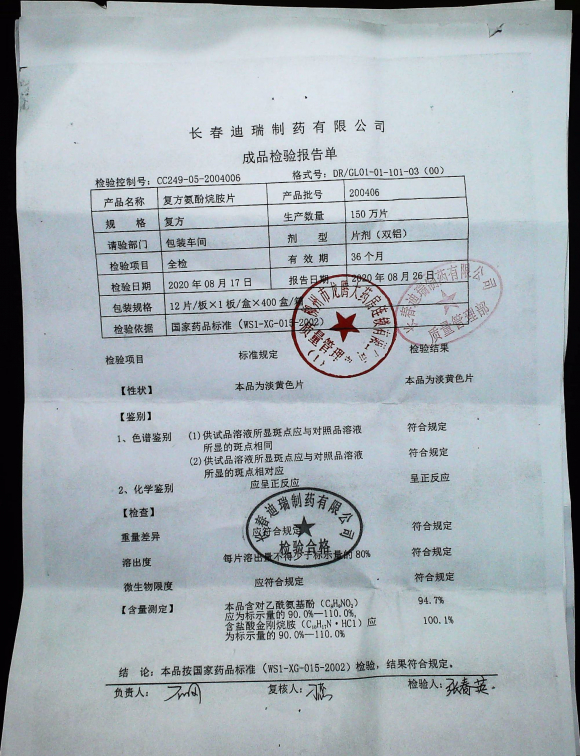 长春迪瑞制药有限公司
成品检验报告单
检验控制号：CC249-05-2004006 格式号：DR/GL01-01-101-03（00）
产品名称 复方氨酚烷胺片 产品批号 200406
规 格 复方 生产数量 150万片
请验部门 包装车间 剂 型 片剂（双铝）
检验项目 全检 有 效 期 36个月
检验日期 2020年08月17日 报告日期 2020年08月26日
包装规格 12片/板×1板/盒×400盒/
检验依据 国家药品标准（WS1-XG-015-2002）
长春迪瑞制药有限公司
质量管理部
质量管理
（1）
检验项目 标准规定 检验结果
【性状】 本品为淡黄色片 本品为淡黄色片
【鉴别】
1、色谱鉴别 （1）供试品溶液所显斑点应与对照品溶液 符合规定
所显的斑点相同
（2）供试品溶液所显斑点应与对照品溶液 符合规定
所显的斑点相对应
2、化学鉴别 应呈正反应 呈正反应
【检查】
重量差异 应符合规定 符合规定
长春迪瑞制药有限公司
检验合格
溶出度 每片溶出量不得少于标示量的80% 符合规定
微生物限度 应符合规定 符合规定
【含量测定】 本品含对乙酰氨基酚（C₈H₉NO₂） 94.7%
应为标示量的90.0%—110.0%，
含盐酸金刚烷胺（C₁₀H₁₇N·HCl）应 100.1%
为标示量的90.0%—110.0%
结 论：本品按国家药品标准（WS1-XG-015-2002）检验，结果符合规定。
负责人： 复核人： 检验人：张春英